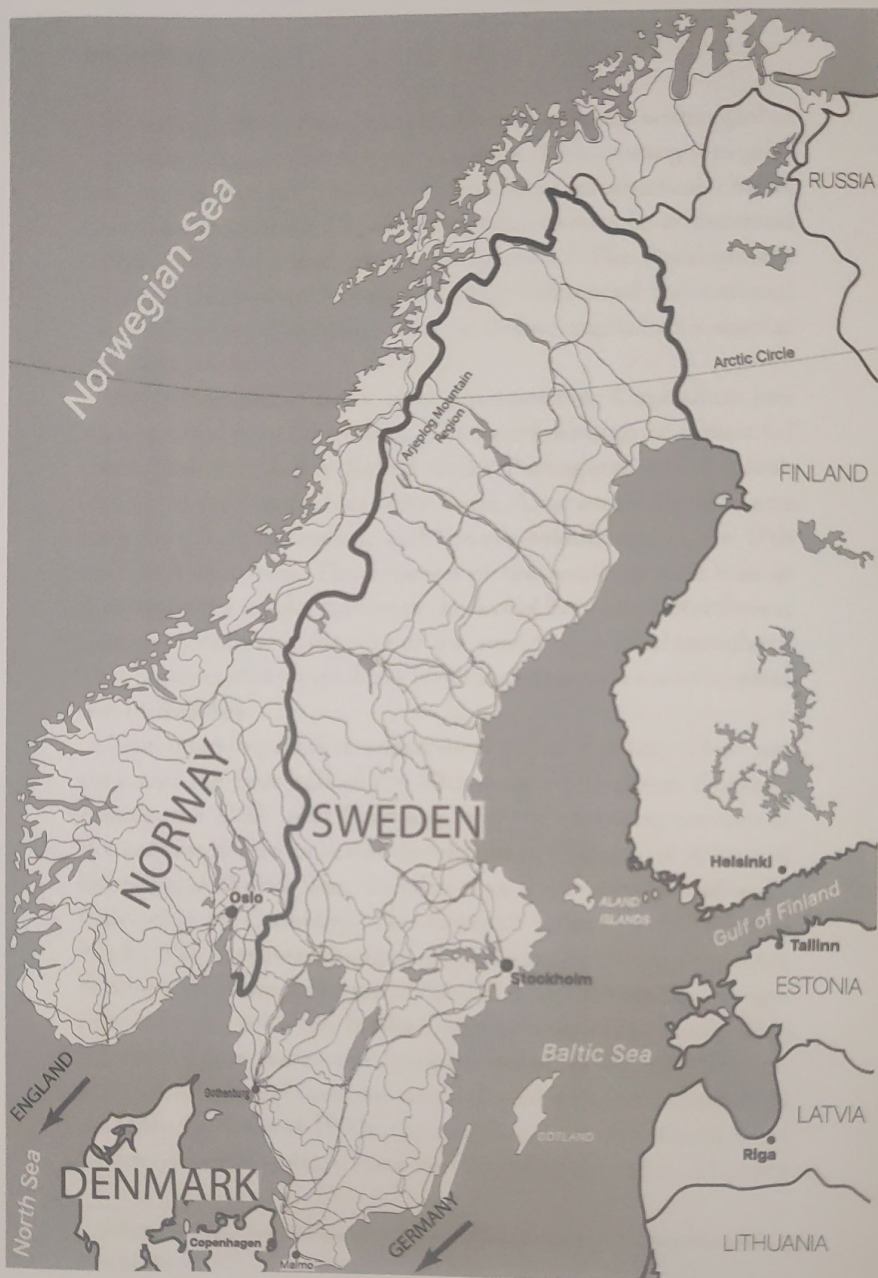 RUSSIA
Norwegian Sea
Arctic Circle
Arjeplog Mountain
Region
FINLAND
NORWAY
SWEDEN
Helsinki
Oslo
ALAND
ISLANDS
Gulf of Finland
Tallinn
Stockholm
ESTONIA
Baltic Sea
ENGLAND
Gothenburg
LATVIA
GOTLAND
Riga
North Sea
DENMARK
GERMANY
Copenhagen
LITHUANIA
Malmo